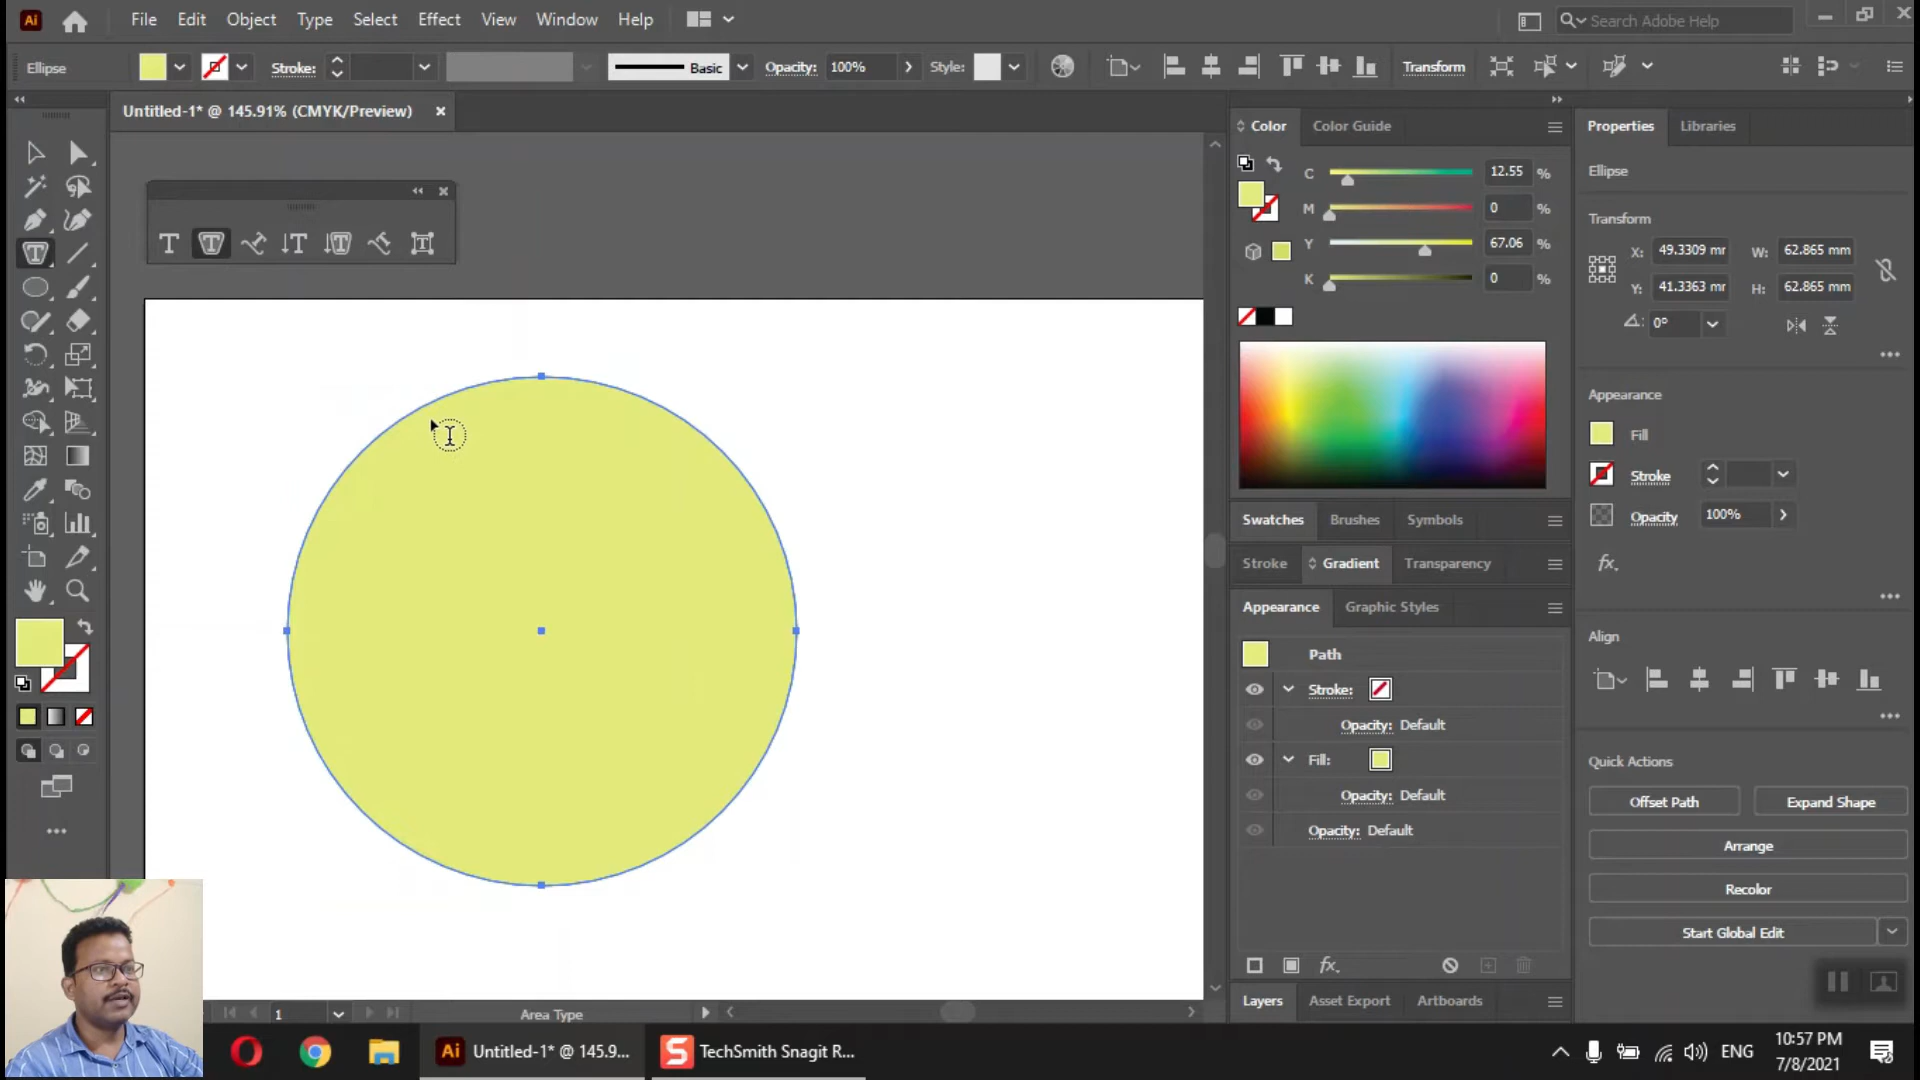 Ai File Edit Object Type Select Effect View Window Help Search Adobe Help
Ellipse Stroke: Basic Opacity: 100% Style: Transform
Untitled-1* @ 145.91% (CMYK/Preview)
Color Color Guide
C 12.55 %
M 0 %
Y 67.06 %
K 0 %
Swatches Brushes Symbols
Stroke Gradient Transparency
Appearance Graphic Styles
Path
Stroke:
Opacity: Default
Fill:
Opacity: Default
Opacity: Default
Layers Asset Export Artboards
Properties Libraries
Ellipse
Transform
X: 49.3309 mr W: 62.865 mm
Y: 41.3363 mr H: 62.865 mm
0°
Appearance
Fill
Stroke
Opacity 100%
fx.
Align
Quick Actions
Offset Path Expand Shape
Arrange
Recolor
Start Global Edit
1 Area Type
Ai Untitled-1* @ 145.9... S TechSmith Snagit R...
ENG 10:57 PM
7/8/2021